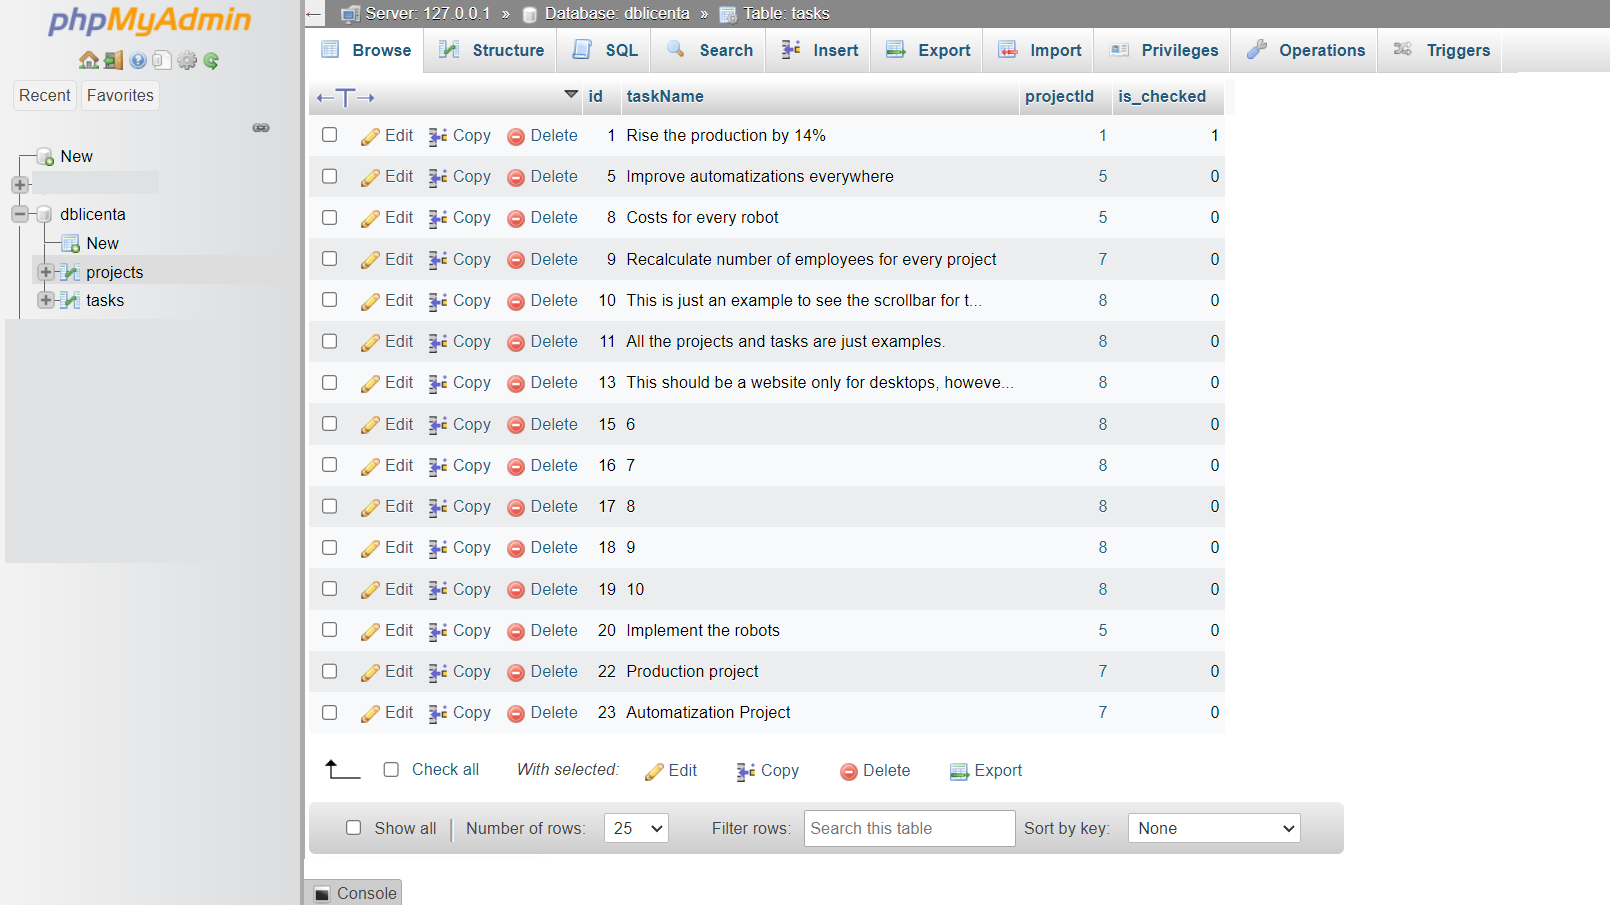 phpMyAdmin
Recent Favorites
New
dblicenta
New
projects
tasks
Server: 127.0.0.1 » Database: dblicenta » Table: tasks
Browse Structure SQL Search Insert Export Import Privileges Operations Triggers
←T→ id taskName projectId is_checked
Edit Copy Delete 1 Rise the production by 14% 1 1
Edit Copy Delete 5 Improve automatizations everywhere 5 0
Edit Copy Delete 8 Costs for every robot 5 0
Edit Copy Delete 9 Recalculate number of employees for every project 7 0
Edit Copy Delete 10 This is just an example to see the scrollbar for t... 8 0
Edit Copy Delete 11 All the projects and tasks are just examples. 8 0
Edit Copy Delete 13 This should be a website only for desktops, howeve... 8 0
Edit Copy Delete 15 6 8 0
Edit Copy Delete 16 7 8 0
Edit Copy Delete 17 8 8 0
Edit Copy Delete 18 9 8 0
Edit Copy Delete 19 10 8 0
Edit Copy Delete 20 Implement the robots 5 0
Edit Copy Delete 22 Production project 7 0
Edit Copy Delete 23 Automatization Project 7 0
Check all With selected: Edit Copy Delete Export
Show all Number of rows: 25 Filter rows: Search this table Sort by key: None
Console